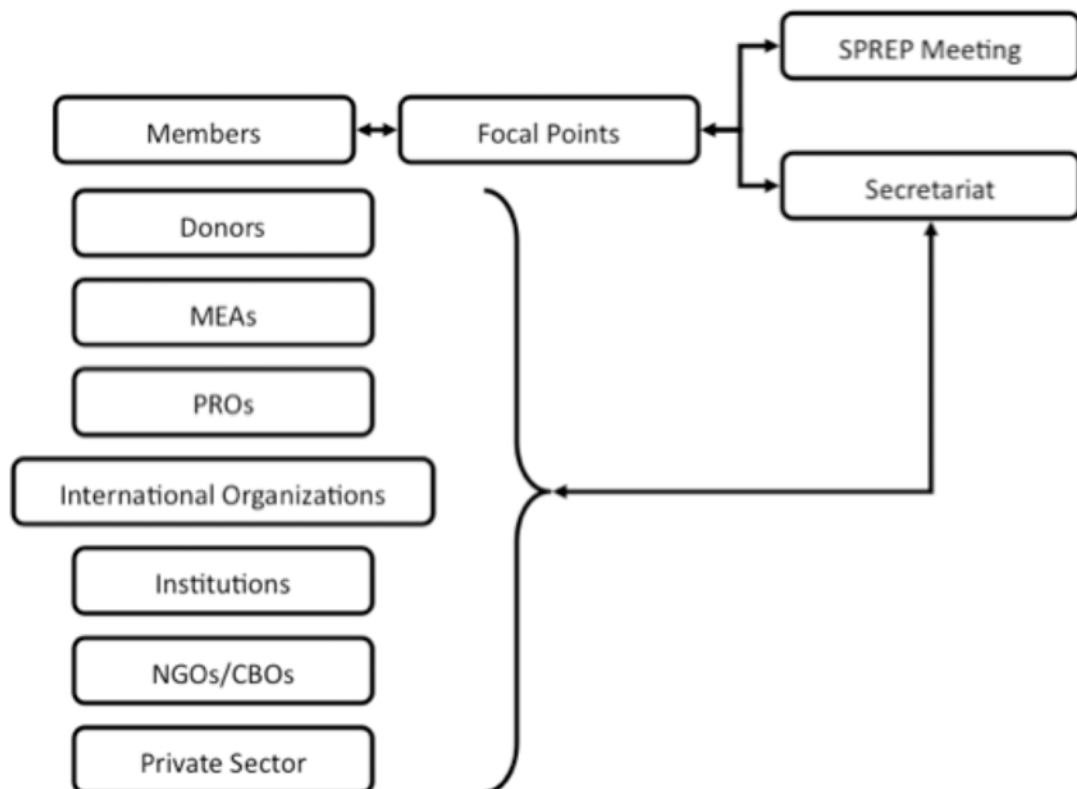 SPREP Meeting
Members
Focal Points
Secretariat
Donors
MEAs
PROs
International Organizations
Institutions
NGOs/CBOs
Private Sector